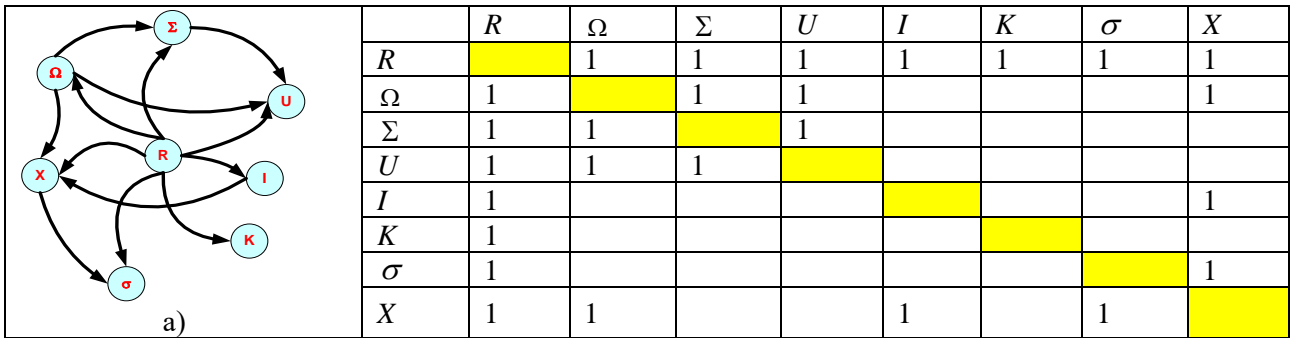 Σ
Ω
U
R
X
I
K
σ
a)
R Ω Σ U I K σ X
R 1 1 1 1 1 1 1
Ω 1 1 1 1
Σ 1 1 1
U 1 1 1
I 1 1
K 1
σ 1 1
X 1 1 1 1